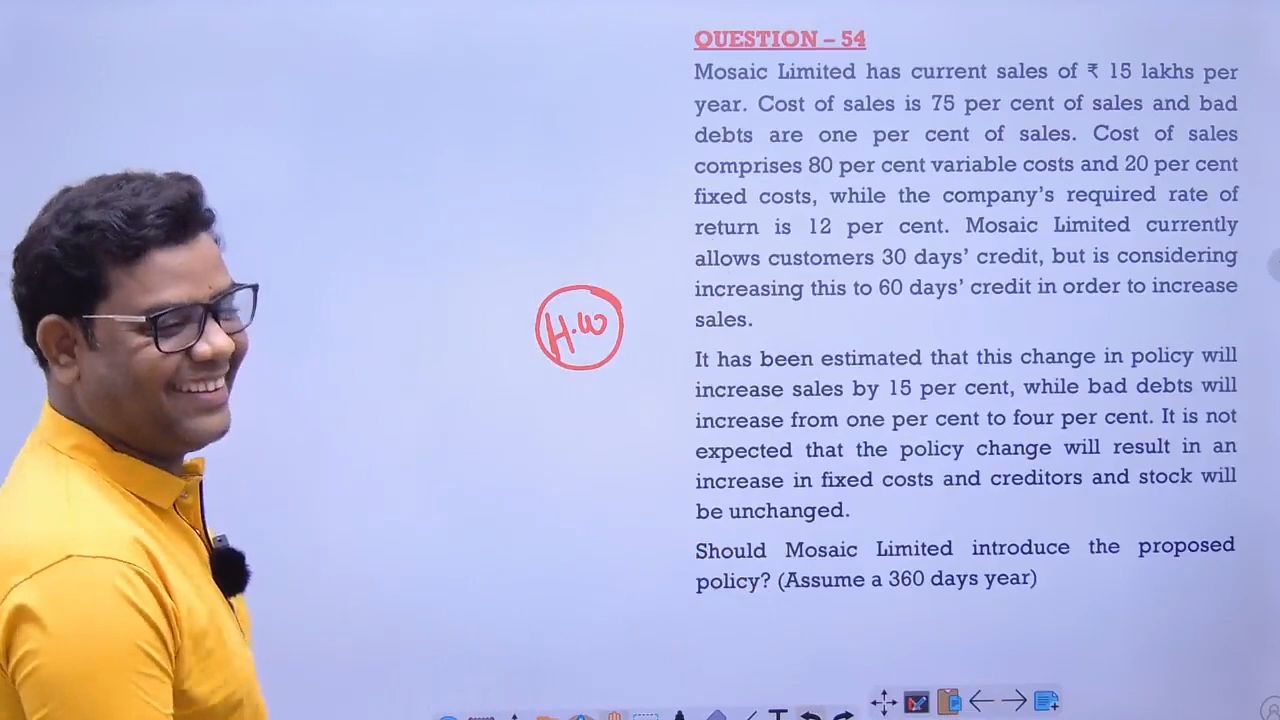 QUESTION – 54
Mosaic Limited has current sales of ₹ 15 lakhs per
year. Cost of sales is 75 per cent of sales and bad
debts are one per cent of sales. Cost of sales
comprises 80 per cent variable costs and 20 per cent
fixed costs, while the company's required rate of
return is 12 per cent. Mosaic Limited currently
allows customers 30 days' credit, but is considering
increasing this to 60 days' credit in order to increase
sales.
H.W
It has been estimated that this change in policy will
increase sales by 15 per cent, while bad debts will
increase from one per cent to four per cent. It is not
expected that the policy change will result in an
increase in fixed costs and creditors and stock will
be unchanged.
Should Mosaic Limited introduce the proposed
policy? (Assume a 360 days year)